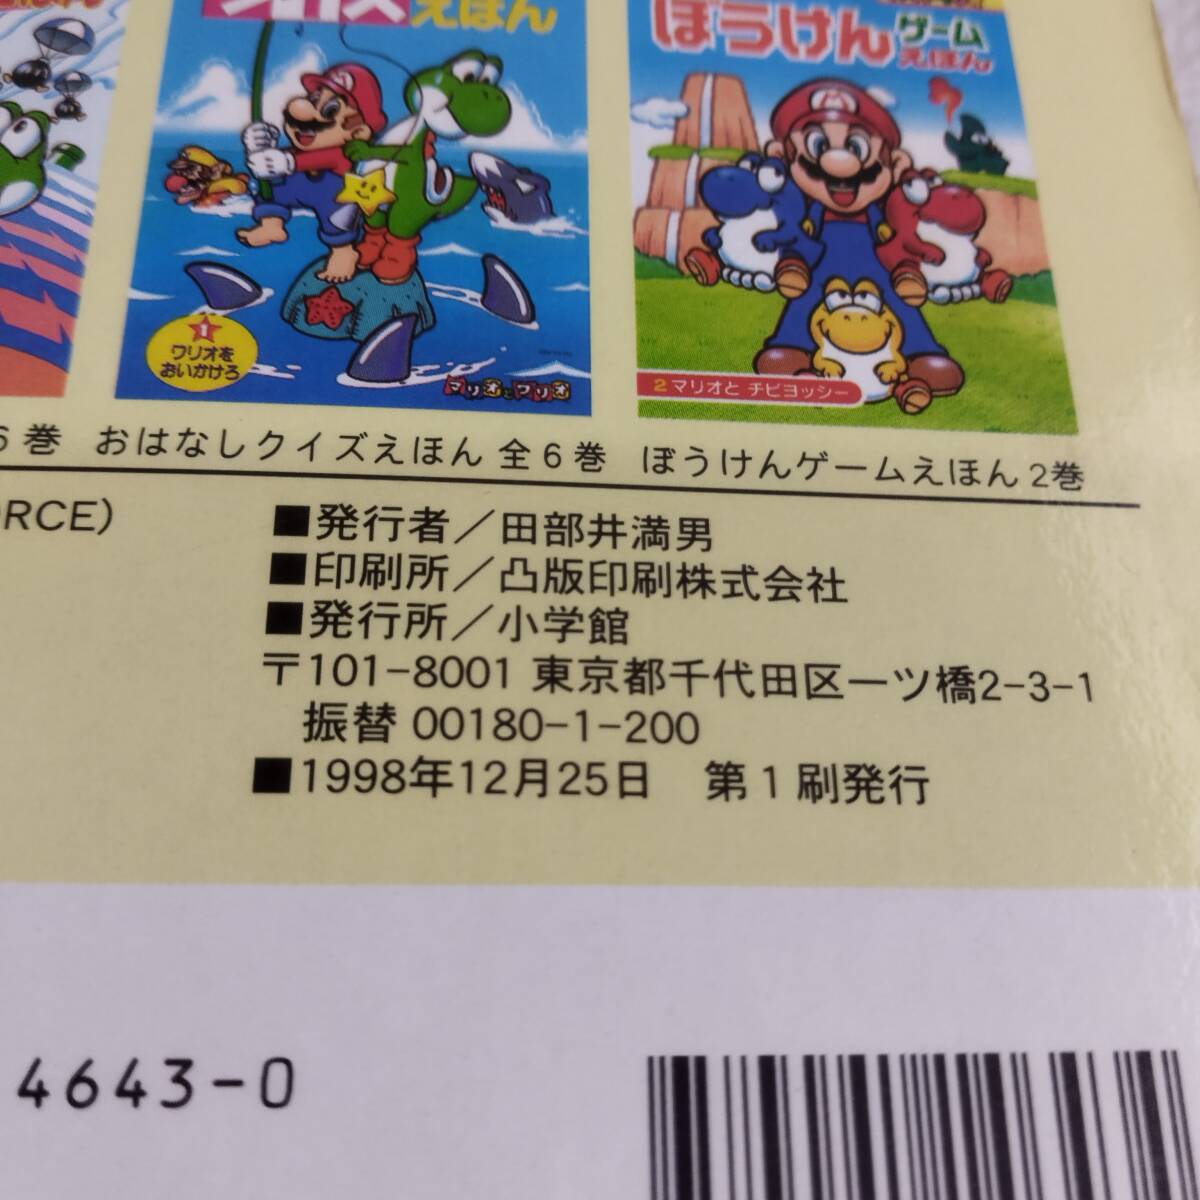 えほん
ぼうけん ゲーム
えほん
1
ワリオを
おいかけろ
マリオとワリオ
2 マリオと チビヨッシー
6巻 おはなしクイズえほん 全6巻 ぼうけんゲームえほん 2巻
ORCE)
■発行者／田部井満男
■印刷所／凸版印刷株式会社
■発行所／小学館
〒101-8001 東京都千代田区一ツ橋2-3-1
振替 00180-1-200
■1998年12月25日 第1刷発行
4643-0